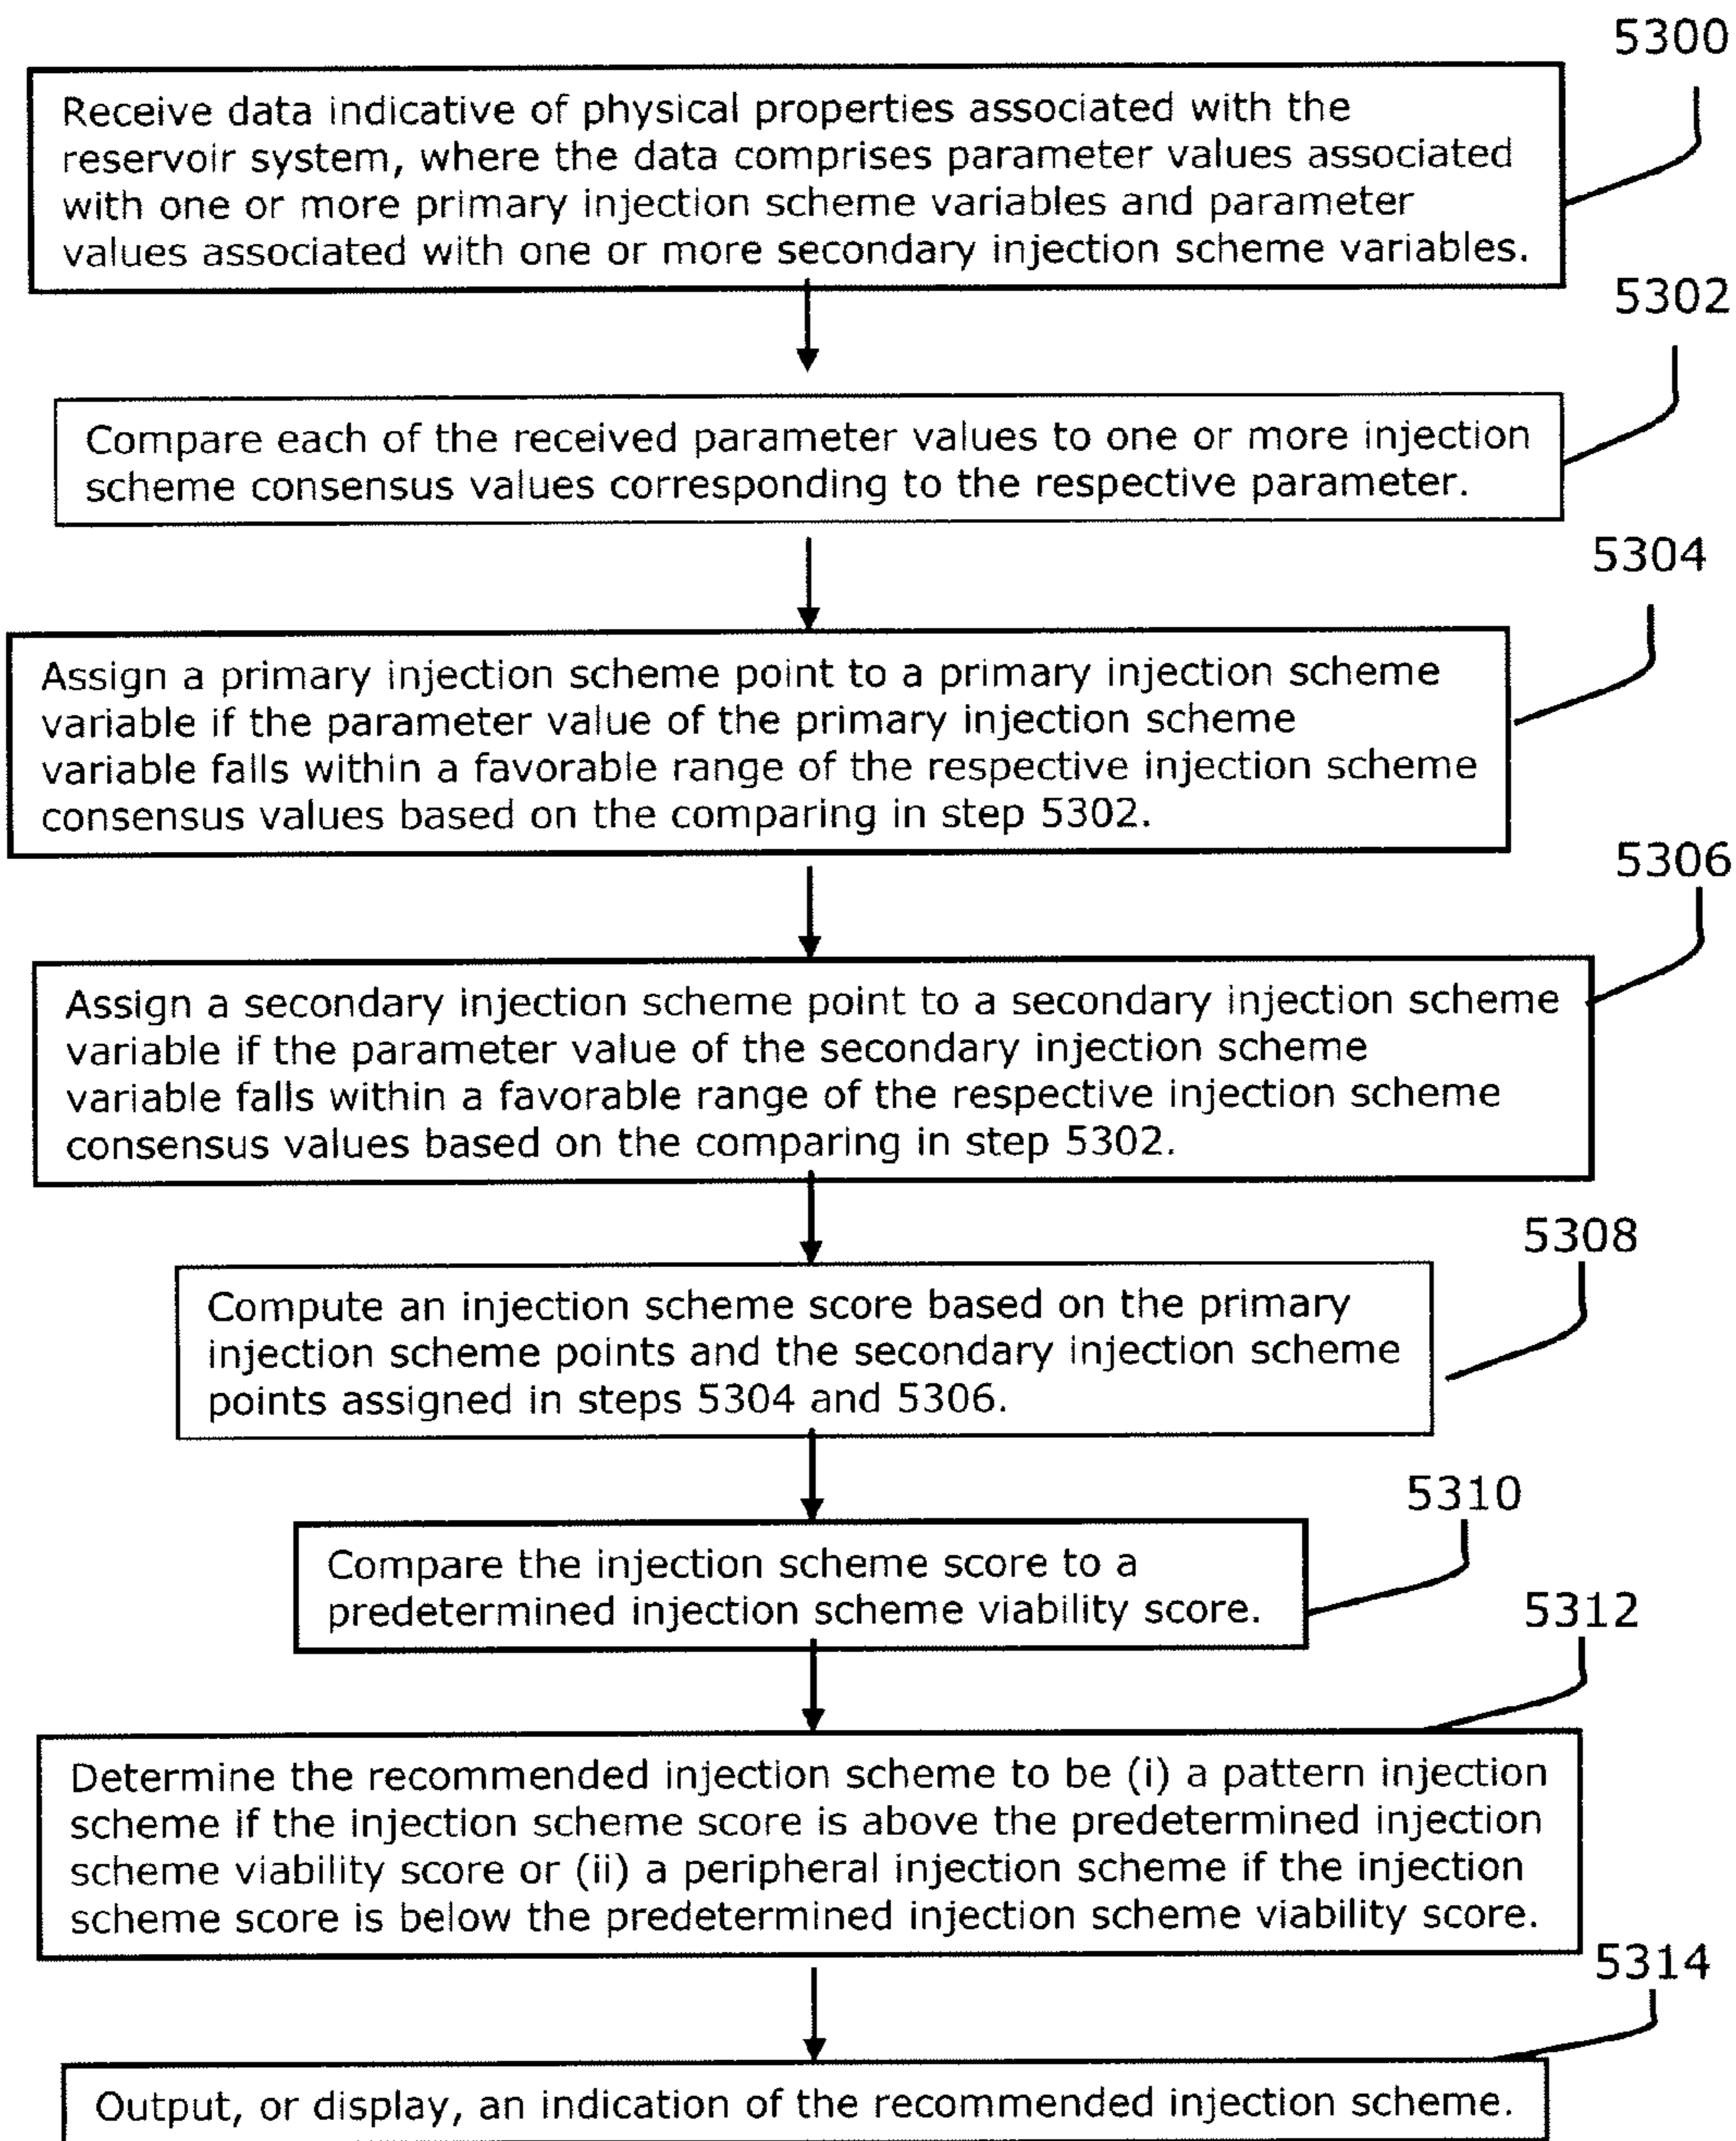 5300
Receive data indicative of physical properties associated with the
reservoir system, where the data comprises parameter values associated
with one or more primary injection scheme variables and parameter
values associated with one or more secondary injection scheme variables.
5302
Compare each of the received parameter values to one or more injection
scheme consensus values corresponding to the respective parameter.
5304
Assign a primary injection scheme point to a primary injection scheme
variable if the parameter value of the primary injection scheme
variable falls within a favorable range of the respective injection scheme
consensus values based on the comparing in step 5302.
5306
Assign a secondary injection scheme point to a secondary injection scheme
variable if the parameter value of the secondary injection scheme
variable falls within a favorable range of the respective injection scheme
consensus values based on the comparing in step 5302.
5308
Compute an injection scheme score based on the primary
injection scheme points and the secondary injection scheme
points assigned in steps 5304 and 5306.
5310
Compare the injection scheme score to a
predetermined injection scheme viability score.
5312
Determine the recommended injection scheme to be (i) a pattern injection
scheme if the injection scheme score is above the predetermined injection
scheme viability score or (ii) a peripheral injection scheme if the injection
scheme score is below the predetermined injection scheme viability score.
5314
Output, or display, an indication of the recommended injection scheme.